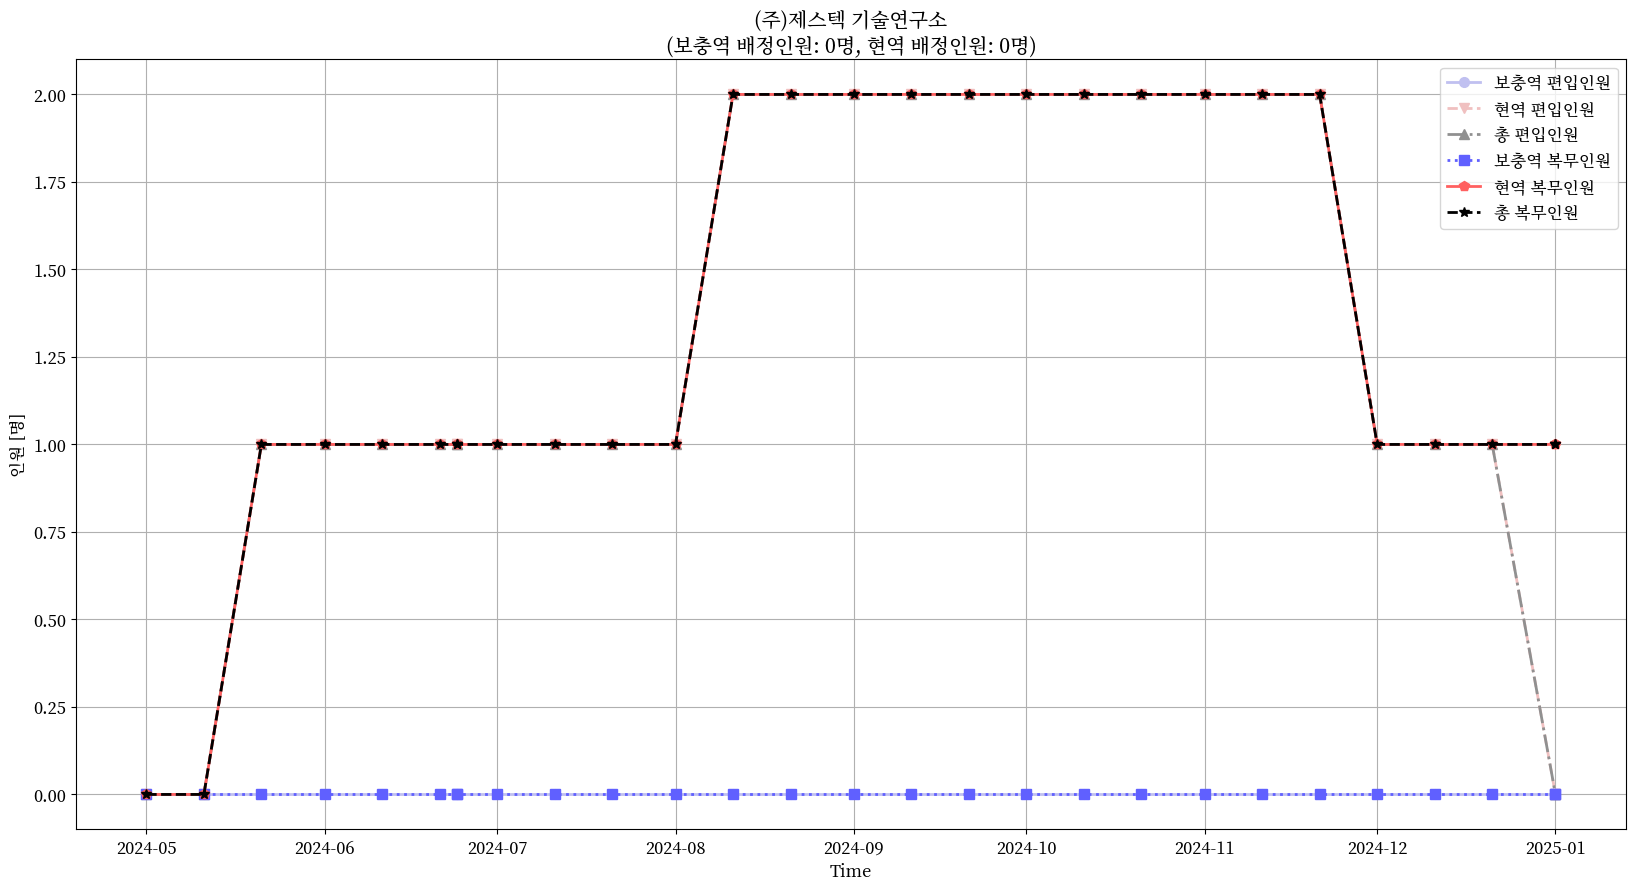 (주)제스텍 기술연구소
(보충역 배정인원: 0명, 현역 배정인원: 0명)
2.00
1.75
1.50
1.25
1.00
0.75
0.50
0.25
0.00
인원 [명]
보충역 편입인원
현역 편입인원
총 편입인원
보충역 복무인원
현역 복무인원
총 복무인원
2024-05
2024-06
2024-07
2024-08
2024-09
2024-10
2024-11
2024-12
2025-01
Time